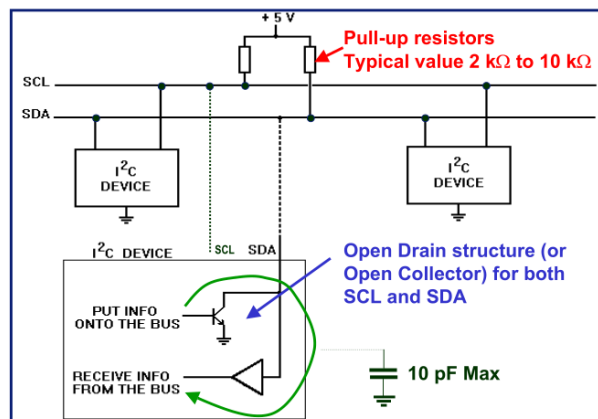 + 5 V
Pull-up resistors
Typical value 2 kΩ to 10 kΩ
SCL
SDA
I²C
DEVICE
I²C
DEVICE
I²C DEVICE
SCL
SDA
Open Drain structure (or
Open Collector) for both
SCL and SDA
PUT INFO
ONTO THE BUS
RECEIVE INFO
FROM THE BUS
10 pF Max